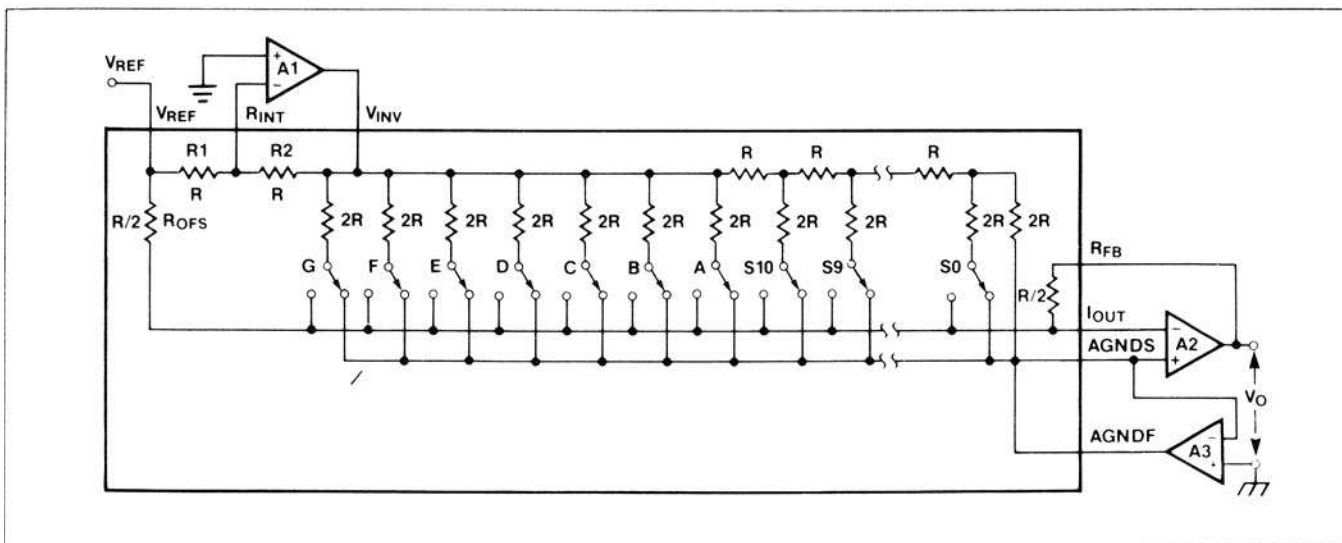 VREF
+
A1
−
VREF
RINT
VINV
R1
R2
R
R
R
R
R
R/2
ROFS
2R
2R
2R
2R
2R
2R
2R
2R
2R
2R
2R
G
F
E
D
C
B
A
S10
S9
S0
RFB
R/2
IOUT
AGNDS
−
A2
+
VO
AGNDF
−
A3
+